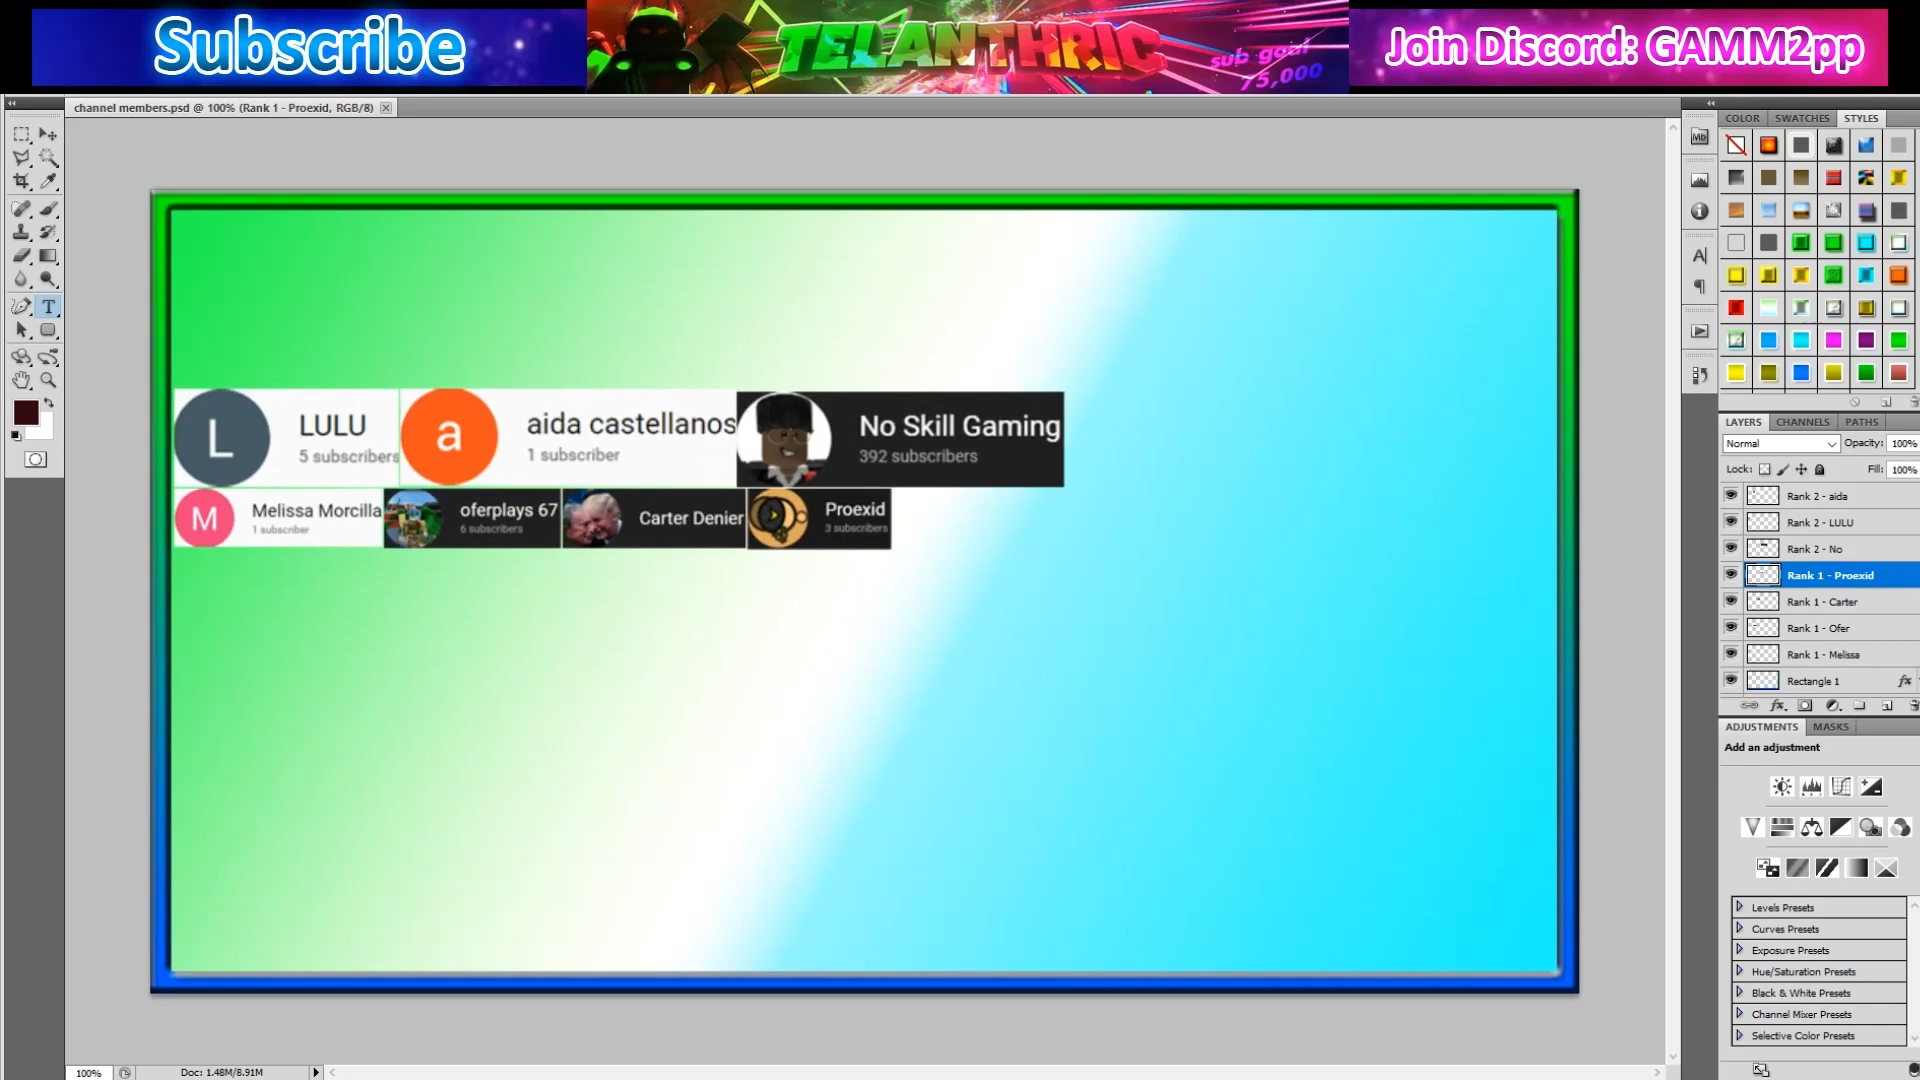 Subscribe
TELANTHRIC
sub goal
75,000
Join Discord: GAMM2pp
channel members.psd @ 100% (Rank 1 - Proexid, RGB/8)
COLOR SWATCHES STYLES
Mb
A
L
LULU
5 subscribers
a
aida castellanos
1 subscriber
No Skill Gaming
392 subscribers
M
Melissa Morcilla
1 subscriber
oferplays 67
6 subscribers
Carter Denier
Proexid
3 subscribers
T
LAYERS CHANNELS PATHS
Normal Opacity: 100%
Lock: Fill: 100%
Rank 2 - aida
Rank 2 - LULU
Rank 2 - No
Rank 1 - Proexid
Rank 1 - Carter
Rank 1 - Ofer
Rank 1 - Melissa
Rectangle 1 fx
fx
ADJUSTMENTS MASKS
Add an adjustment
Levels Presets
Curves Presets
Exposure Presets
Hue/Saturation Presets
Black & White Presets
Channel Mixer Presets
Selective Color Presets
100% Doc: 1.48M/8.91M